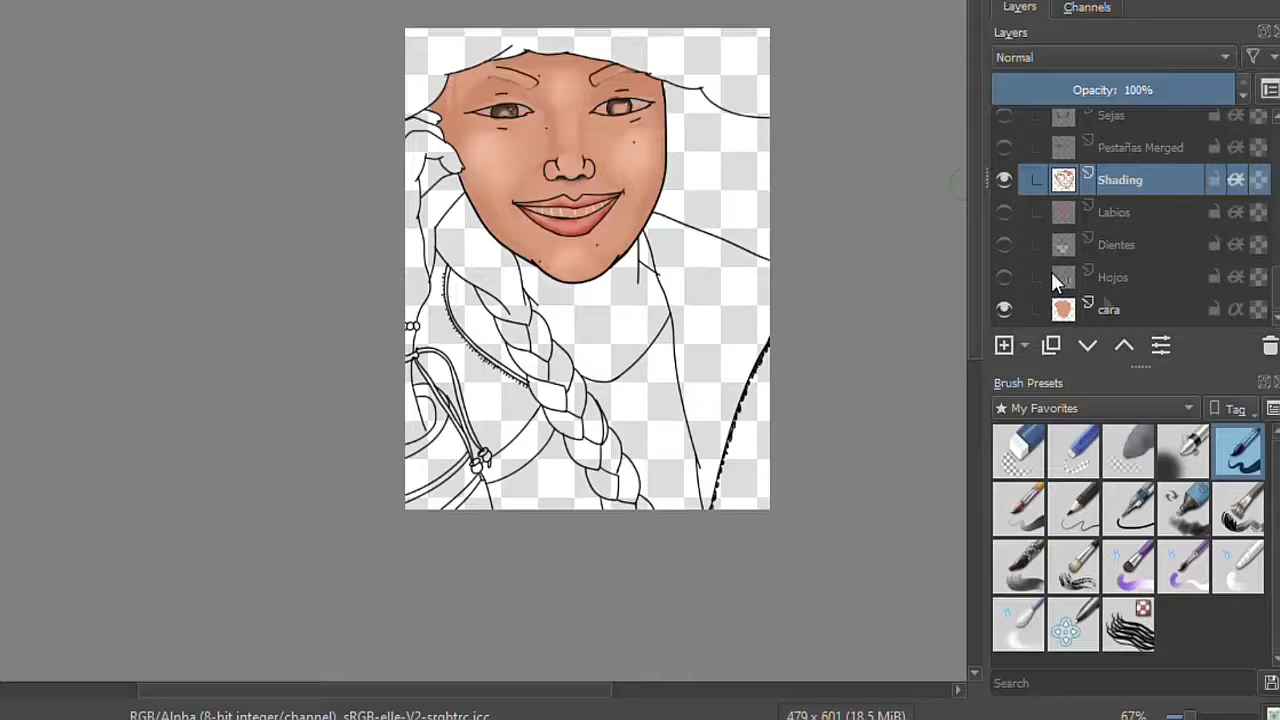 Layers
Channels
Layers
Normal
Opacity: 100%
Sejas
Pestañas Merged
Shading
Labios
Dientes
Hojos
cara
Brush Presets
★ My Favorites
Tag
Search
RGB/Alpha (8-bit integer/channel) sRGB-elle-V2-srgbtrc.icc
479 x 601 (18.5 MiB)
67%